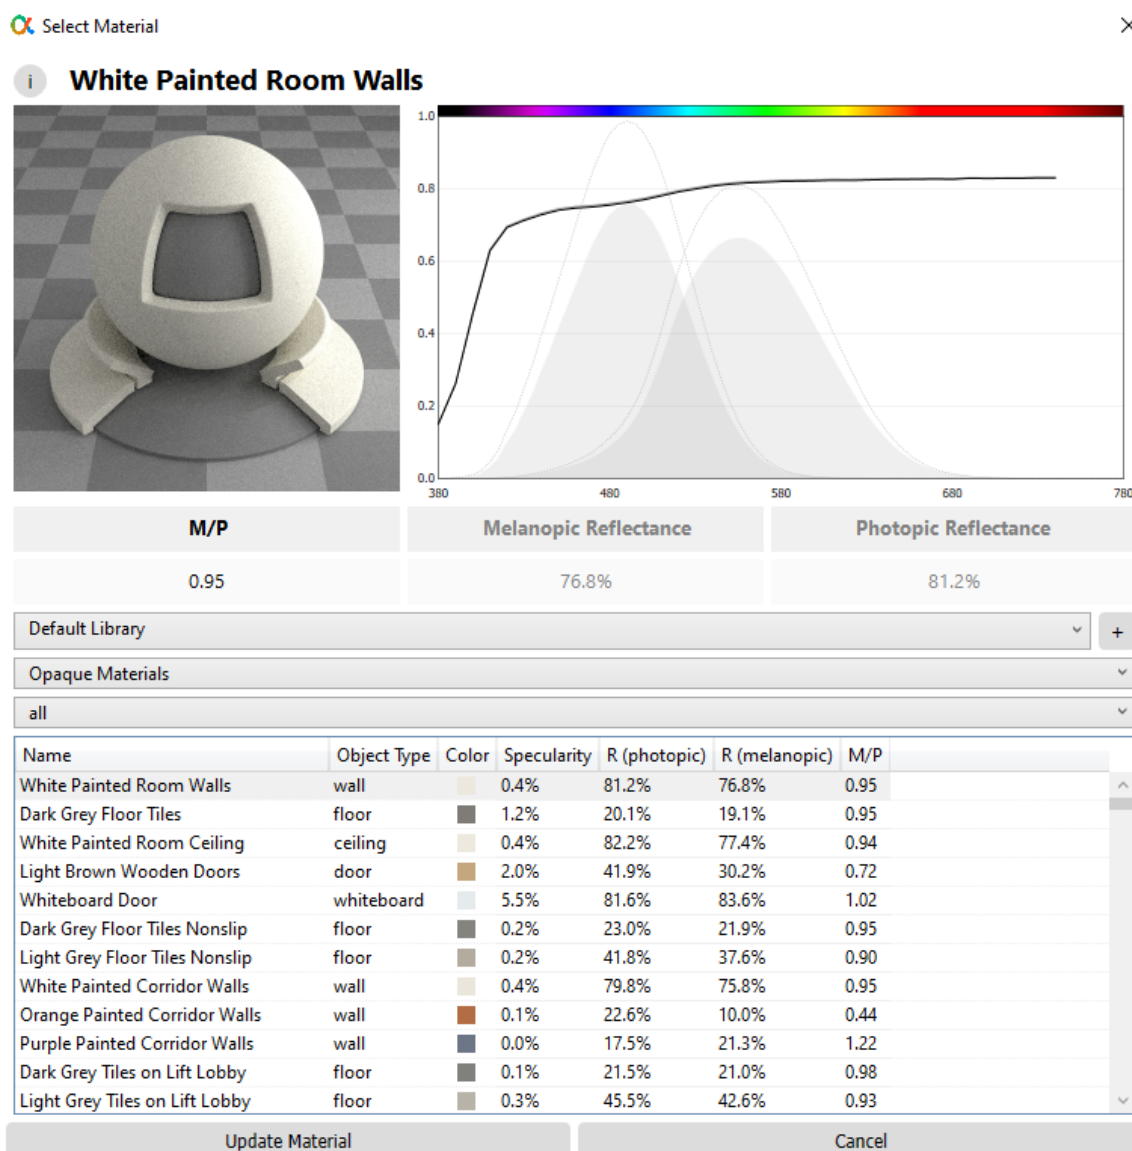 Select Material
i White Painted Room Walls
1.0
0.8
0.6
0.4
0.2
0.0
380 480 580 680 780
M/P Melanopic Reflectance Photopic Reflectance
0.95 76.8% 81.2%
Default Library +
Opaque Materials
all
Name Object Type Color Specularity R (photopic) R (melanopic) M/P
White Painted Room Walls wall 0.4% 81.2% 76.8% 0.95
Dark Grey Floor Tiles floor 1.2% 20.1% 19.1% 0.95
White Painted Room Ceiling ceiling 0.4% 82.2% 77.4% 0.94
Light Brown Wooden Doors door 2.0% 41.9% 30.2% 0.72
Whiteboard Door whiteboard 5.5% 81.6% 83.6% 1.02
Dark Grey Floor Tiles Nonslip floor 0.2% 23.0% 21.9% 0.95
Light Grey Floor Tiles Nonslip floor 0.2% 41.8% 37.6% 0.90
White Painted Corridor Walls wall 0.4% 79.8% 75.8% 0.95
Orange Painted Corridor Walls wall 0.1% 22.6% 10.0% 0.44
Purple Painted Corridor Walls wall 0.0% 17.5% 21.3% 1.22
Dark Grey Tiles on Lift Lobby floor 0.1% 21.5% 21.0% 0.98
Light Grey Tiles on Lift Lobby floor 0.3% 45.5% 42.6% 0.93
Update Material Cancel